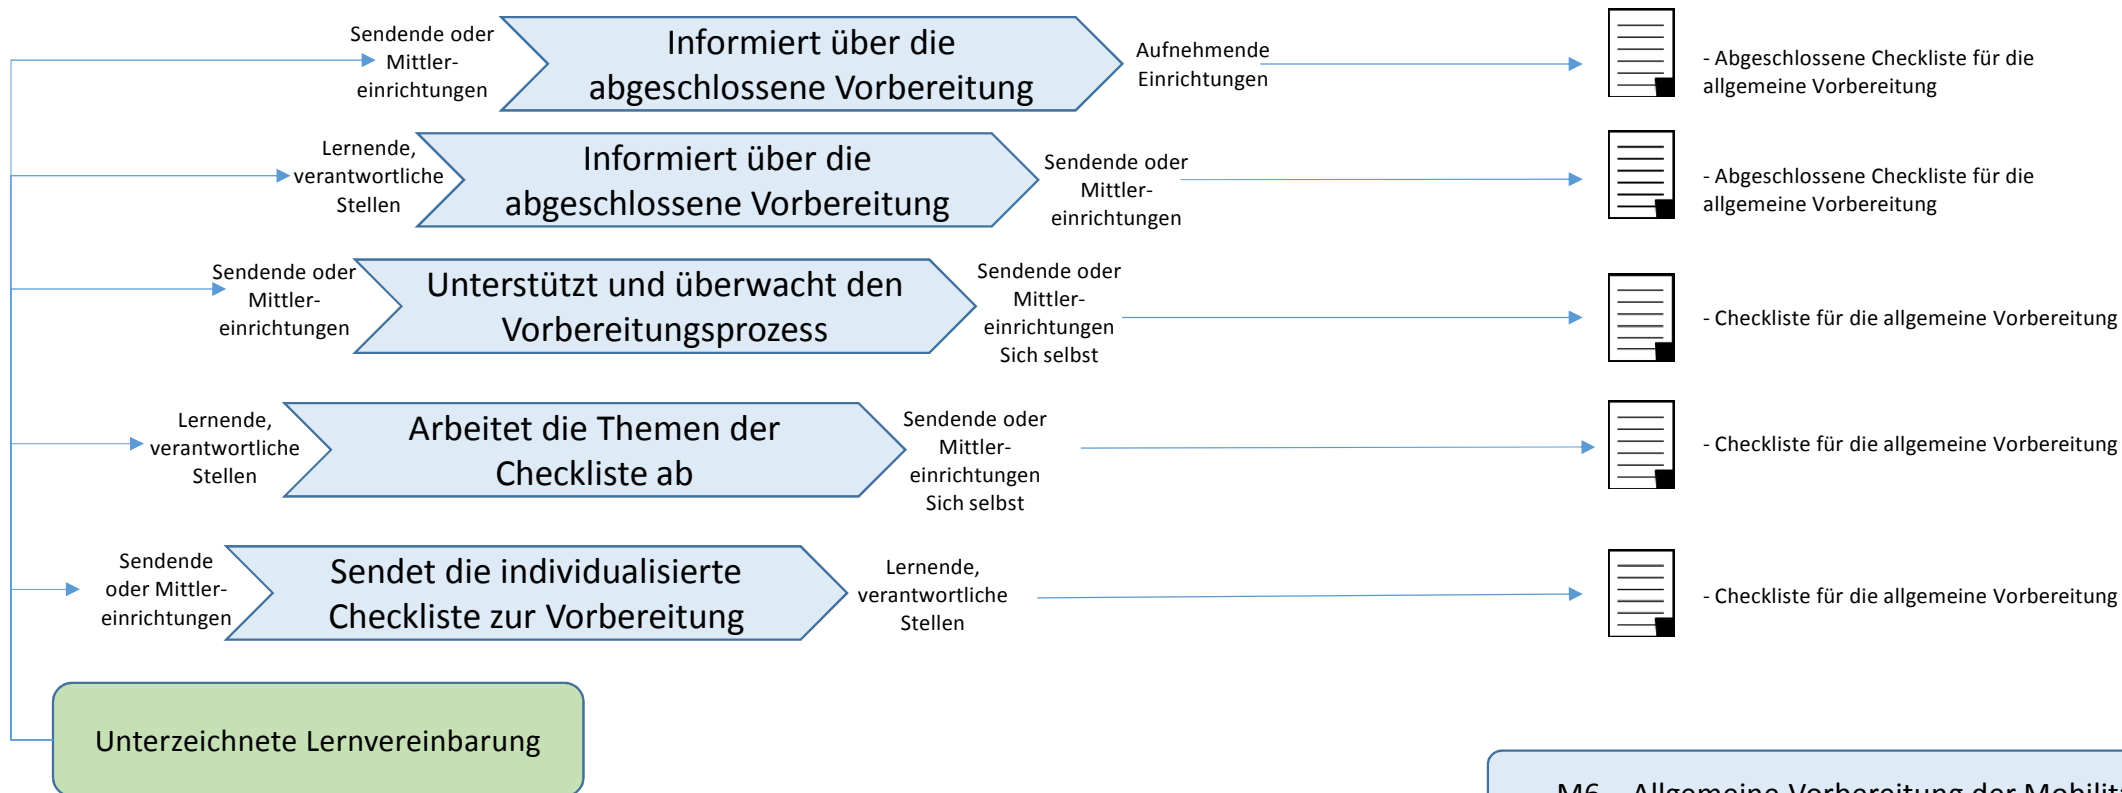 Sendende oder
Mittler-
einrichtungen
Informiert über die
abgeschlossene Vorbereitung
Aufnehmende
Einrichtungen
- Abgeschlossene Checkliste für die
allgemeine Vorbereitung
Lernende,
verantwortliche
Stellen
Informiert über die
abgeschlossene Vorbereitung
Sendende oder
Mittler-
einrichtungen
- Abgeschlossene Checkliste für die
allgemeine Vorbereitung
Sendende oder
Mittler-
einrichtungen
Unterstützt und überwacht den
Vorbereitungsprozess
Sendende oder
Mittler-
einrichtungen
Sich selbst
- Checkliste für die allgemeine Vorbereitung
Lernende,
verantwortliche
Stellen
Arbeitet die Themen der
Checkliste ab
Sendende oder
Mittler-
einrichtungen
Sich selbst
- Checkliste für die allgemeine Vorbereitung
Sendende
oder Mittler-
einrichtungen
Sendet die individualisierte
Checkliste zur Vorbereitung
Lernende,
verantwortliche
Stellen
- Checkliste für die allgemeine Vorbereitung
Unterzeichnete Lernvereinbarung
Allgemeine Vorbereitung der